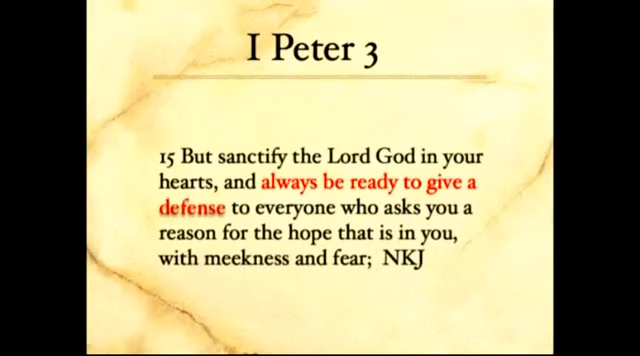 I Peter 3
15 But sanctify the Lord God in your
hearts, and always be ready to give a
defense to everyone who asks you a
reason for the hope that is in you,
with meekness and fear;  NKJ